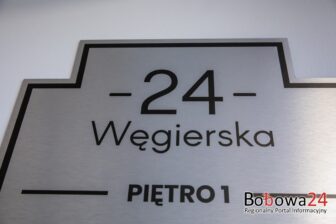 -24-
Węgierska
PIĘTRO 1
Bobowa24
Regionalny Portal Informacyjny